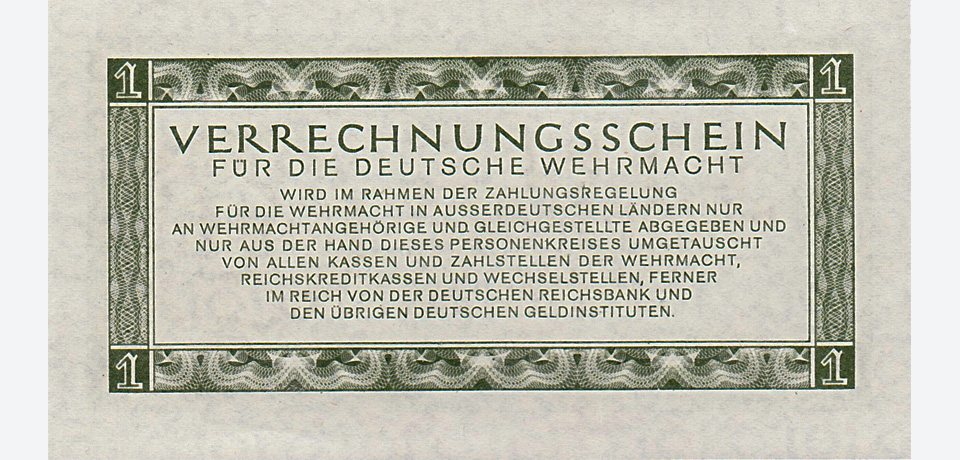 1 1
VERRECHNUNGSSCHEIN
FÜR DIE DEUTSCHE WEHRMACHT
WIRD IM RAHMEN DER ZAHLUNGSREGELUNG
FÜR DIE WEHRMACHT IN AUSSERDEUTSCHEN LÄNDERN NUR
AN WEHRMACHTANGEHÖRIGE UND GLEICHGESTELLTE ABGEGEBEN UND
NUR AUS DER HAND DIESES PERSONENKREISES UMGETAUSCHT
VON ALLEN KASSEN UND ZAHLSTELLEN DER WEHRMACHT,
REICHSKREDITKASSEN UND WECHSELSTELLEN, FERNER
IM REICH VON DER DEUTSCHEN REICHSBANK UND
DEN ÜBRIGEN DEUTSCHEN GELDINSTITUTEN.
1 1